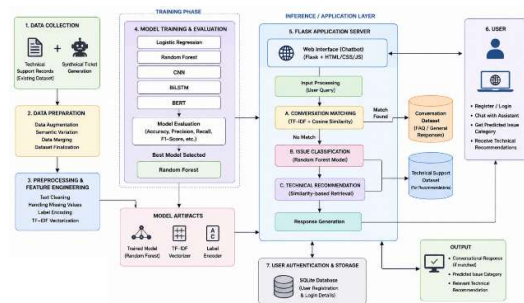 TRAINING PHASE
INFERENCE / APPLICATION LAYER
1. DATA COLLECTION
Technical
Support Records
(Existing Dataset)
+
Synthetical Ticket
Generation
2. DATA PREPARATION
Data Augmentation
Semantic Variation
Data Merging
Dataset Finalization
3. PREPROCESSING &
FEATURE ENGINEERING
Text Cleaning
Handling Missing Values
Label Encoding
TF-IDF Vectorization
4. MODEL TRAINING & EVALUATION
Logistic Regression
Random Forest
CNN
BiLSTM
BERT
Model Evaluation
(Accuracy, Precision, Recall,
F1-Score, etc.)
Best Model Selected
Random Forest
MODEL ARTIFACTS
Trained Model
(Random Forest)
TF-IDF
Vectorizer
Label
Encoder
5. FLASK APPLICATION SERVER
Web Interface (Chatbot)
(Flask + HTML/CSS/JS)
Input Processing
(User Query)
A. CONVERSATION MATCHING
(TF-IDF + Cosine Similarity)
Match
Found
No Match
B. ISSUE CLASSIFICATION
(Random Forest Model)
C. TECHNICAL RECOMMENDATION
(Similarity-based Retrieval)
Response Generation
Conversation
Dataset
(FAQ / General
Responses)
Technical Support
Dataset
6. USER
• Register / Login
• Chat with Assistant
• Get Predicted Issue
Category
• Receive Technical
Recommendations
7. USER AUTHENTICATION & STORAGE
SQLite Database
(User Registration
& Login Details)
OUTPUT
• Conversational Response
(if matched)
• Predicted Issue Category
• Relevant Technical
Recommendation